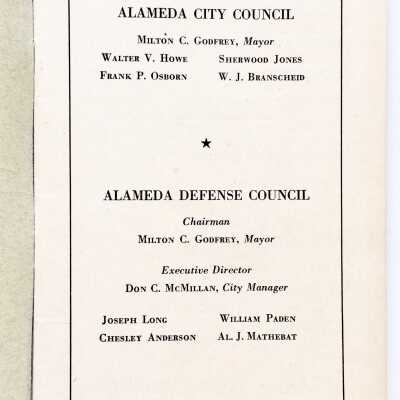 ALAMEDA CITY COUNCIL
MILTON C. GODFREY, Mayor
WALTER V. HOWE SHERWOOD JONES
FRANK P. OSBORN W. J. BRANSCHEID
★
ALAMEDA DEFENSE COUNCIL
Chairman
MILTON C. GODFREY, Mayor
Executive Director
DON C. MCMILLAN, City Manager
JOSEPH LONG WILLIAM PADEN
CHESLEY ANDERSON AL. J. MATHEBAT